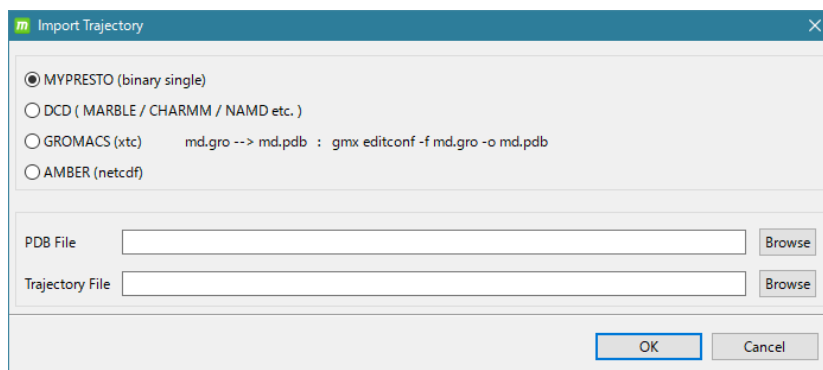 m Import Trajectory
MYPRESTO (binary single)
DCD ( MARBLE / CHARMM / NAMD etc. )
GROMACS (xtc) md.gro --> md.pdb : gmx editconf -f md.gro -o md.pdb
AMBER (netcdf)
PDB File Browse
Trajectory File Browse
OK Cancel